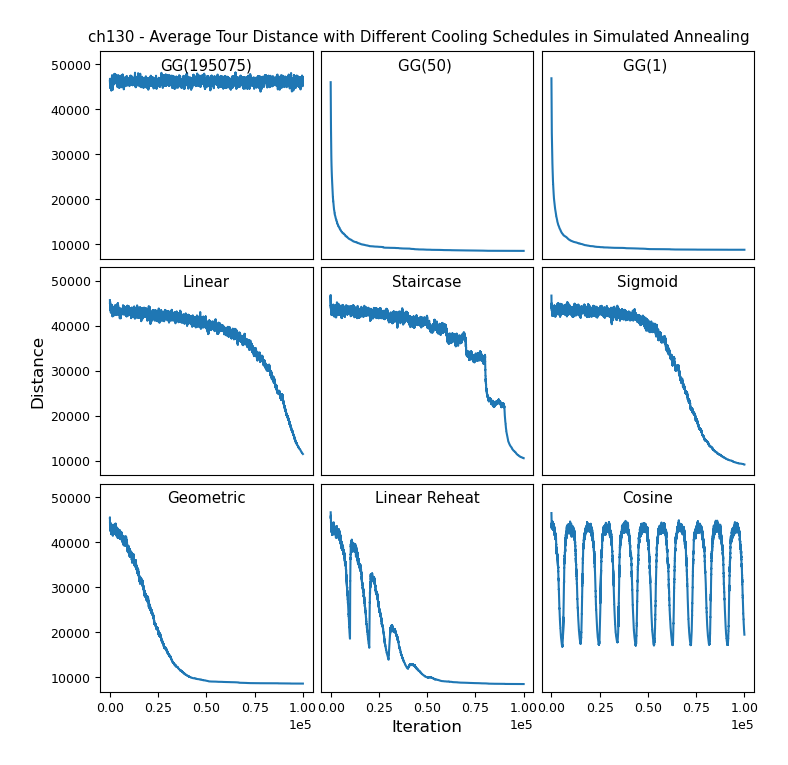 ch130 - Average Tour Distance with Different Cooling Schedules in Simulated Annealing
GG(195075)
GG(50)
GG(1)
50000
40000
30000
20000
10000
Linear
Staircase
Sigmoid
50000
40000
30000
20000
10000
Distance
Geometric
Linear Reheat
Cosine
50000
40000
30000
20000
10000
0.00 0.25 0.50 0.75 1.00
1e5
0.00 0.25 0.50 0.75 1.00
1e5
0.00 0.25 0.50 0.75 1.00
1e5
Iteration